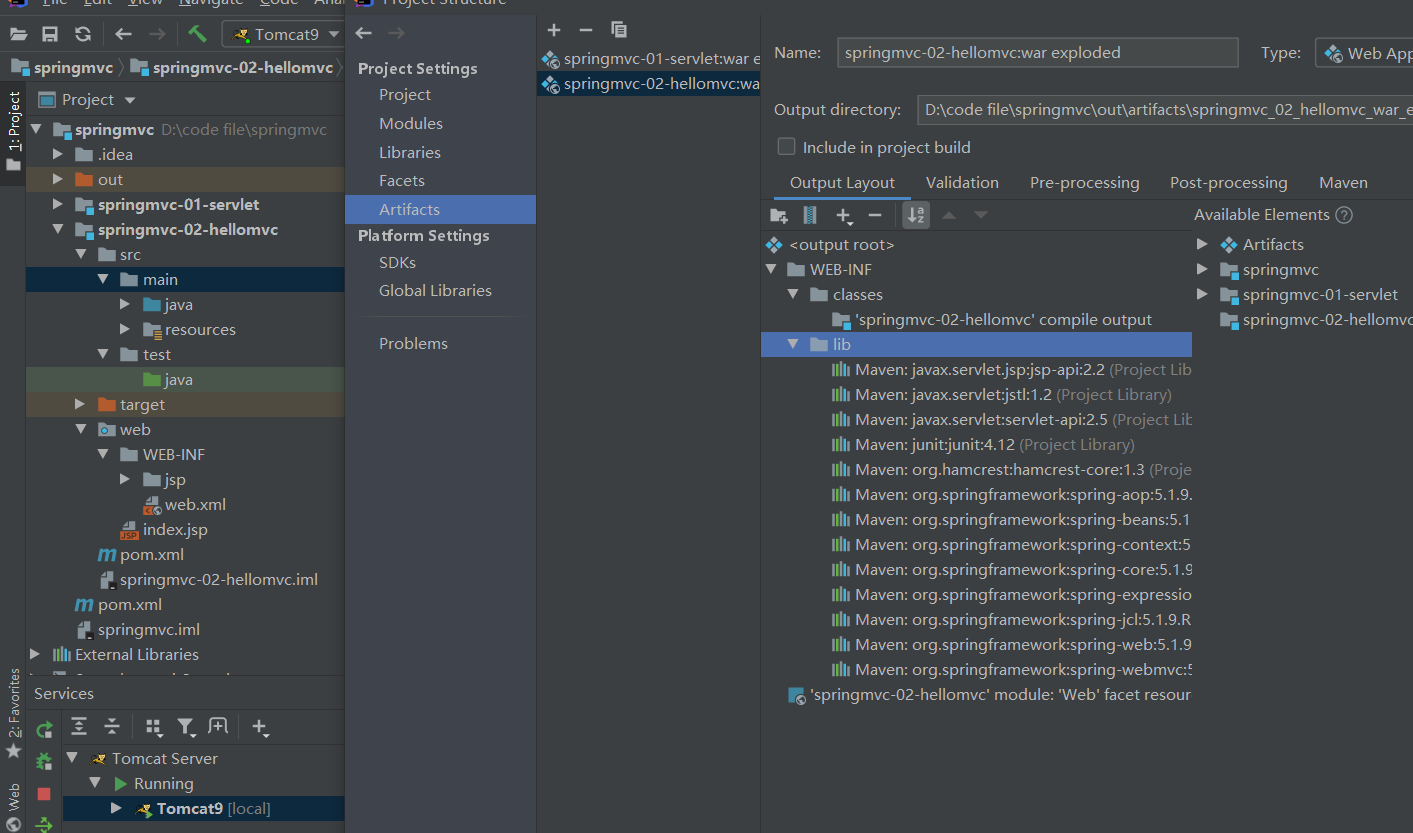 File Edit View Navigate Code
Project Structure
Tomcat9
springmvc springmvc-02-hellomvc
1: Project
Project
springmvc D:\code file\springmvc
.idea
out
springmvc-01-servlet
springmvc-02-hellomvc
src
main
java
resources
test
java
target
web
WEB-INF
jsp
web.xml
index.jsp
pom.xml
springmvc-02-hellomvc.iml
pom.xml
springmvc.iml
External Libraries
2: Favorites
Web
Services
Tomcat Server
Running
Tomcat9 [local]
Project Settings
Project
Modules
Libraries
Facets
Artifacts
Platform Settings
SDKs
Global Libraries
Problems
springmvc-01-servlet:war e
springmvc-02-hellomvc:wa
Name: springmvc-02-hellomvc:war exploded Type: Web App
Output directory: D:\code file\springmvc\out\artifacts\springmvc_02_hellomvc_war_e
Include in project build
Output Layout Validation Pre-processing Post-processing Maven
<output root>
WEB-INF
classes
'springmvc-02-hellomvc' compile output
lib
Maven: javax.servlet.jsp:jsp-api:2.2 (Project Lib
Maven: javax.servlet:jstl:1.2 (Project Library)
Maven: javax.servlet:servlet-api:2.5 (Project Lib
Maven: junit:junit:4.12 (Project Library)
Maven: org.hamcrest:hamcrest-core:1.3 (Proje
Maven: org.springframework:spring-aop:5.1.9.
Maven: org.springframework:spring-beans:5.1
Maven: org.springframework:spring-context:5
Maven: org.springframework:spring-core:5.1.9
Maven: org.springframework:spring-expressio
Maven: org.springframework:spring-jcl:5.1.9.R
Maven: org.springframework:spring-web:5.1.9
Maven: org.springframework:spring-webmvc:5
'springmvc-02-hellomvc' module: 'Web' facet resour
Available Elements ?
Artifacts
springmvc
springmvc-01-servlet
springmvc-02-hellomvc